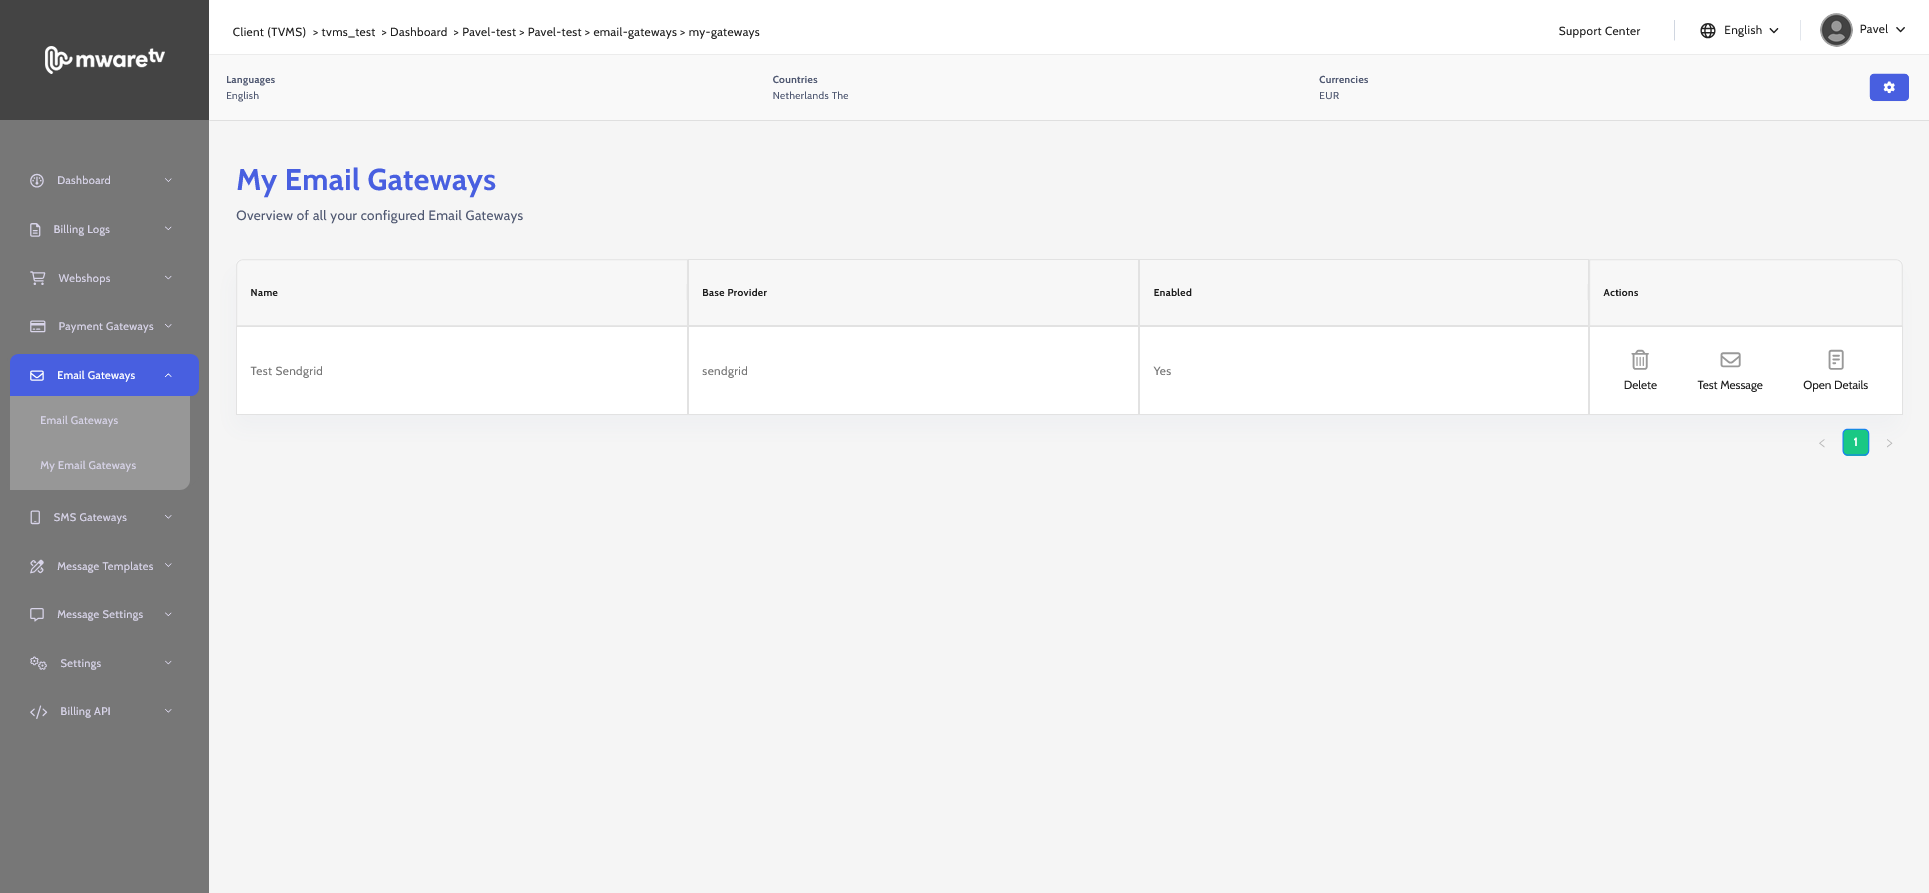 mwaretv
Client (TVMS) > tvms_test > Dashboard > Pavel-test > Pavel-test > email-gateways > my-gateways
Support Center
English
Pavel
Languages
English
Countries
Netherlands The
Currencies
EUR
Dashboard
Billing Logs
Webshops
Payment Gateways
Email Gateways
Email Gateways
My Email Gateways
SMS Gateways
Message Templates
Message Settings
Settings
Billing API
My Email Gateways
Overview of all your configured Email Gateways
Name
Base Provider
Enabled
Actions
Test Sendgrid
sendgrid
Yes
Delete
Test Message
Open Details
< 1 >